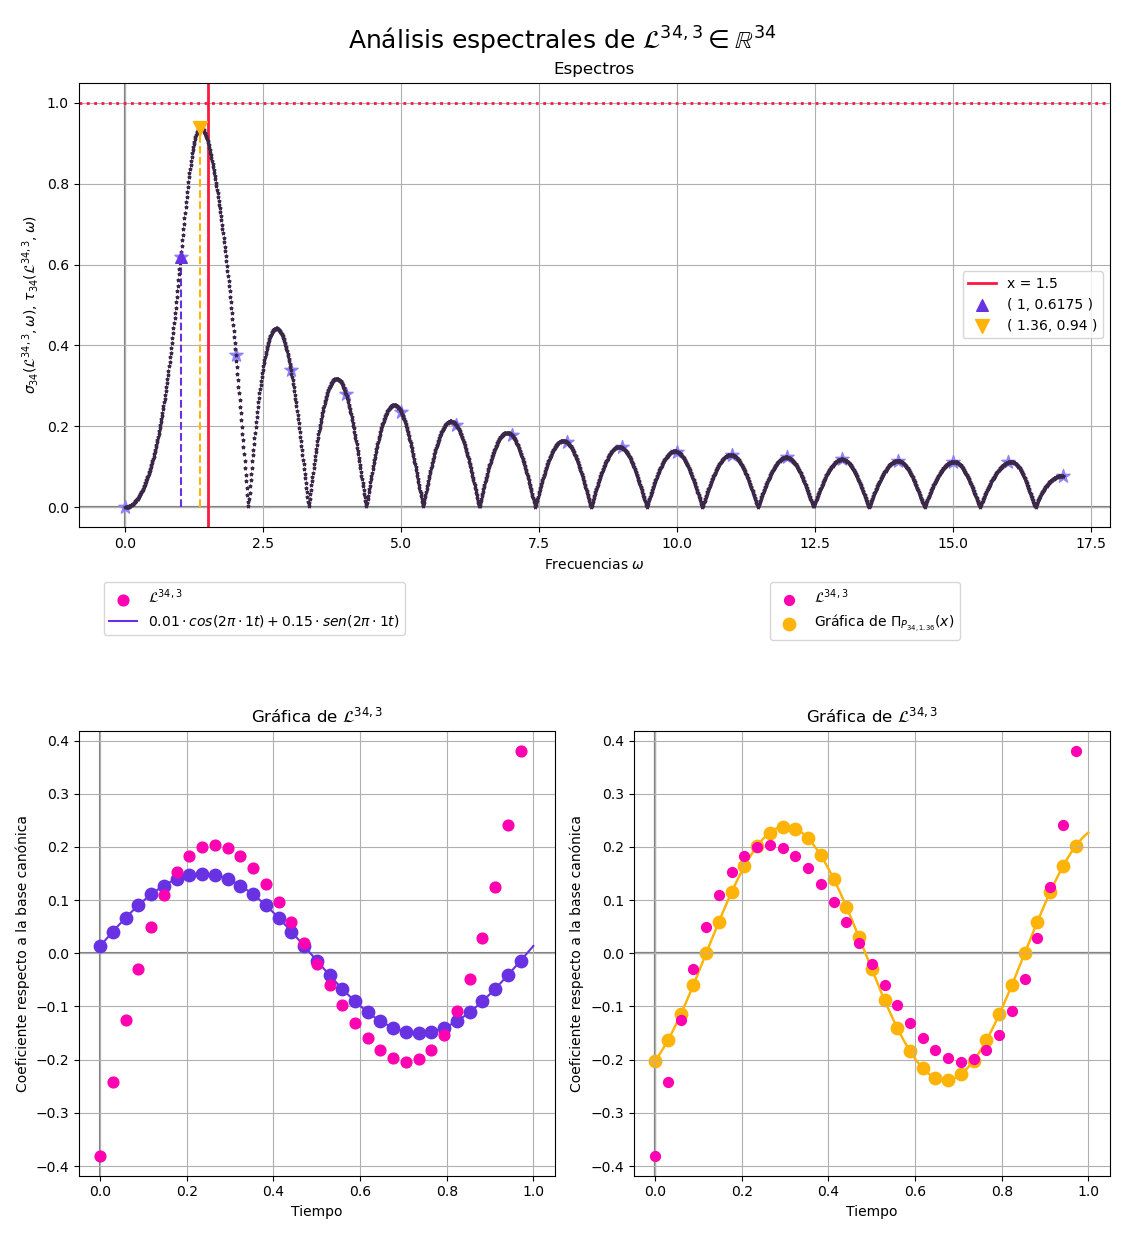 Análisis espectrales de $\mathcal{L}^{34,3} \in \mathbb{R}^{34}$
Espectros
1.0
0.8
0.6
0.4
0.2
0.0
$\sigma_{34}(\mathcal{L}^{34,3}, \omega), \tau_{34}(\mathcal{L}^{34,3}, \omega)$
x = 1.5
( 1, 0.6175 )
( 1.36, 0.94 )
0.0 2.5 5.0 7.5 10.0 12.5 15.0 17.5
Frecuencias ω
$\mathcal{L}^{34,3}$
$0.01 \cdot cos(2\pi \cdot 1t) + 0.15 \cdot sen(2\pi \cdot 1t)$
$\mathcal{L}^{34,3}$
Gráfica de $\Pi_{P_{34,1.36}}(x)$
Gráfica de $\mathcal{L}^{34,3}$
0.4
0.3
0.2
0.1
0.0
−0.1
−0.2
−0.3
−0.4
Coeficiente respecto a la base canónica
0.0 0.2 0.4 0.6 0.8 1.0
Tiempo
Gráfica de $\mathcal{L}^{34,3}$
0.4
0.3
0.2
0.1
0.0
−0.1
−0.2
−0.3
−0.4
Coeficiente respecto a la base canónica
0.0 0.2 0.4 0.6 0.8 1.0
Tiempo